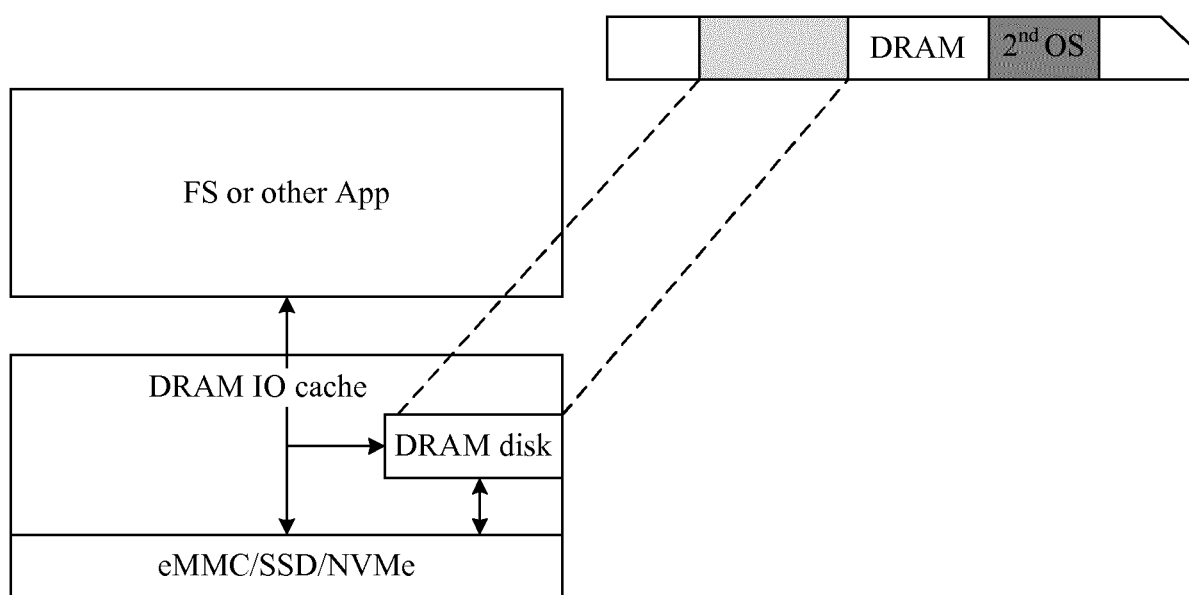 DRAM
2nd OS
FS or other App
DRAM IO cache
DRAM disk
eMMC/SSD/NVMe